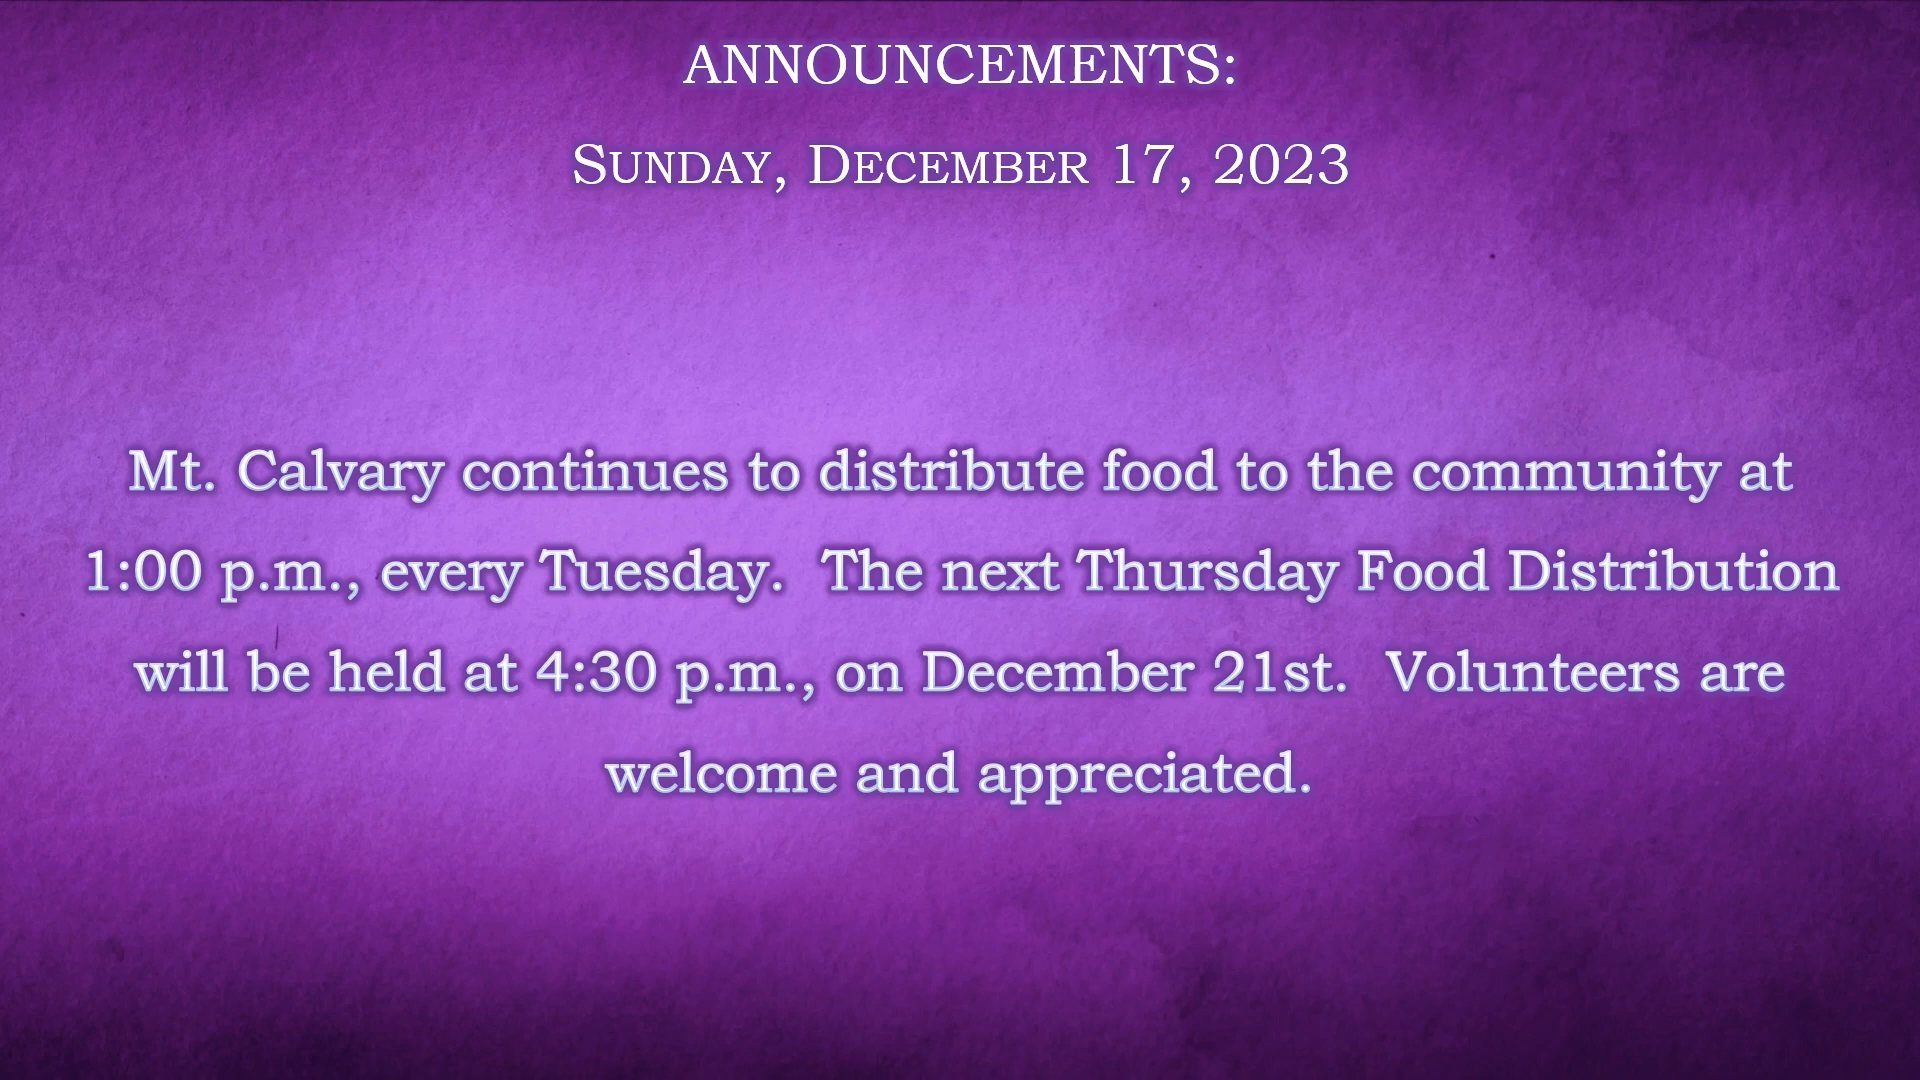 ANNOUNCEMENTS:
SUNDAY, DECEMBER 17, 2023
Mt. Calvary continues to distribute food to the community at
1:00 p.m., every Tuesday.  The next Thursday Food Distribution
will be held at 4:30 p.m., on December 21st.  Volunteers are
welcome and appreciated.